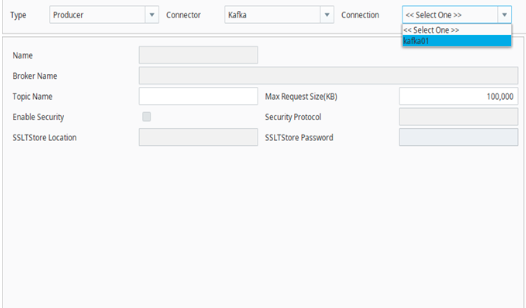 Type Producer Connector Kafka Connection << Select One >>
<< Select One >>
kafka01
Name
Broker Name
Topic Name Max Request Size(KB) 100,000
Enable Security Security Protocol
SSLTStore Location SSLTStore Password